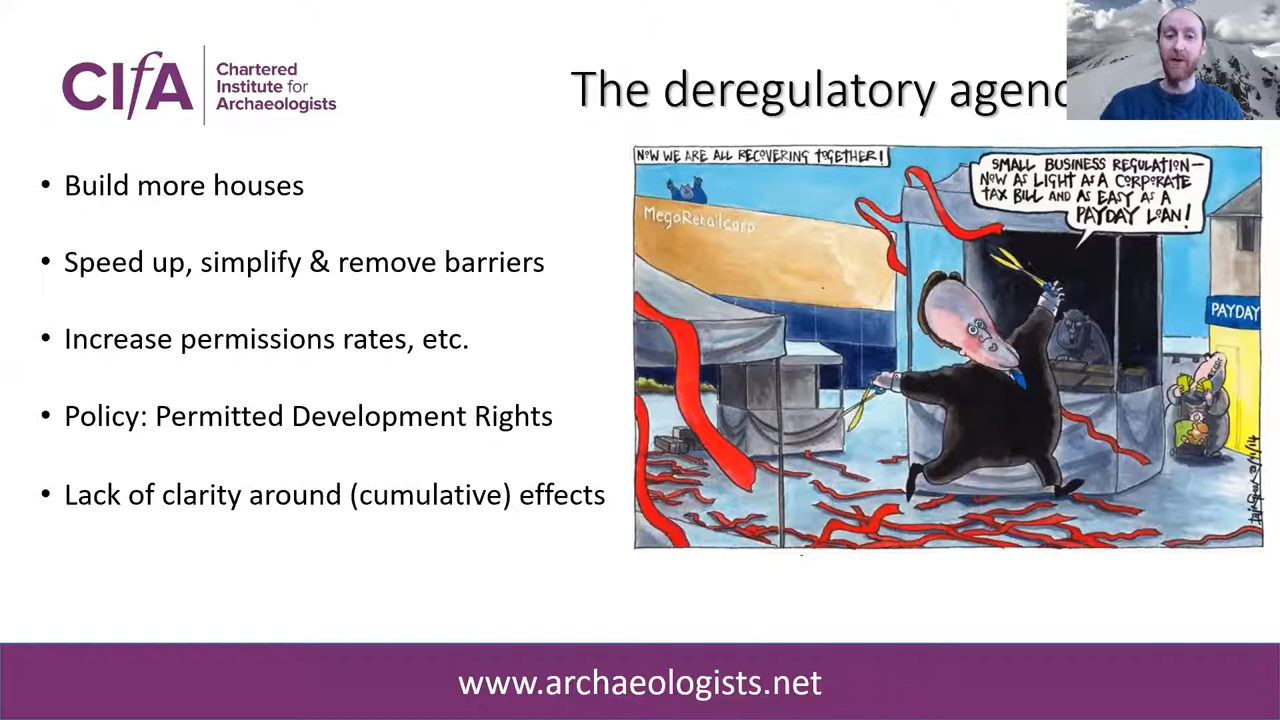 CIfA
Chartered
Institute for
Archaeologists
The deregulatory agen
• Build more houses
• Speed up, simplify & remove barriers
• Increase permissions rates, etc.
• Policy: Permitted Development Rights
• Lack of clarity around (cumulative) effects
NOW WE ARE ALL RECOVERING TOGETHER!
SMALL BUSINESS REGULATION–
NOW AS LIGHT AS A CORPORATE
TAX BILL AND AS EASY AS A
PAYDAY LOAN!
MegaRetailcorp
PAYDAY
www.archaeologists.net